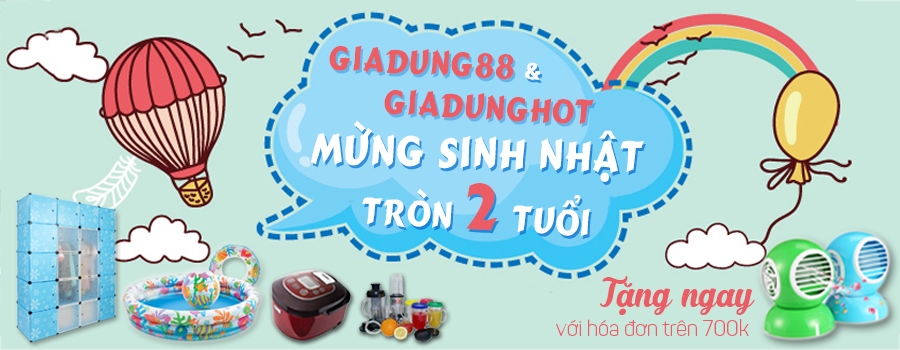 GIADUNG88 &
GIADUNGHOT
MỪNG SINH NHẬT
TRÒN 2 TUỔI
Tặng ngay
với hóa đơn trên 700k